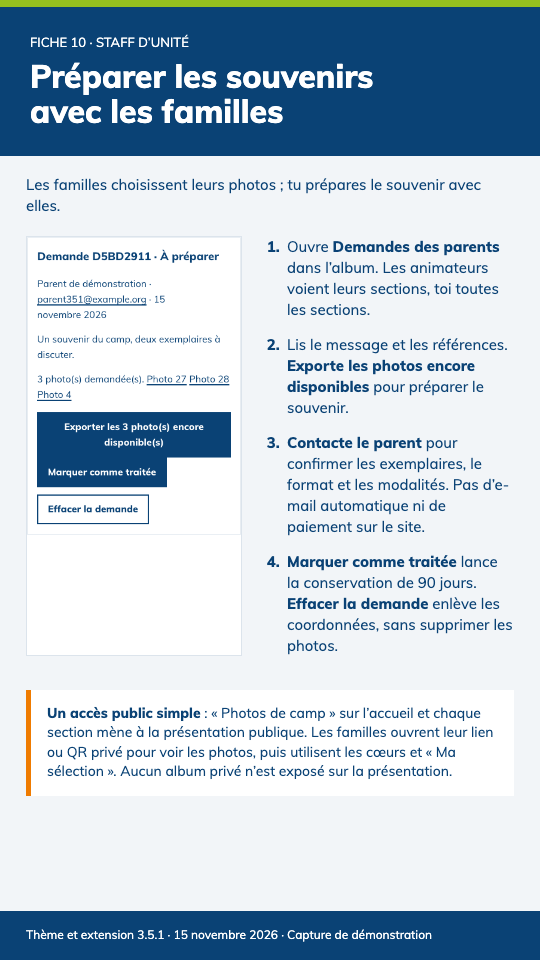 FICHE 10 · STAFF D’UNITÉ
Préparer les souvenirs
avec les familles
Les familles choisissent leurs photos ; tu prépares le souvenir avec
elles.
Demande D5BD2911 · À préparer
Parent de démonstration ·
parent351@example.org · 15
novembre 2026
Un souvenir du camp, deux exemplaires à
discuter.
3 photo(s) demandée(s). Photo 27 Photo 28
Photo 4
Exporter les 3 photo(s) encore
disponible(s)
Marquer comme traitée
Effacer la demande
1. Ouvre Demandes des parents
dans l’album. Les animateurs
voient leurs sections, toi toutes
les sections.
2. Lis le message et les références.
Exporte les photos encore
disponibles pour préparer le
souvenir.
3. Contacte le parent pour
confirmer les exemplaires, le
format et les modalités. Pas d’e-
mail automatique ni de
paiement sur le site.
4. Marquer comme traitée lance
la conservation de 90 jours.
Effacer la demande enlève les
coordonnées, sans supprimer les
photos.
Un accès public simple : « Photos de camp » sur l’accueil et chaque
section mène à la présentation publique. Les familles ouvrent leur lien
ou QR privé pour voir les photos, puis utilisent les cœurs et « Ma
sélection ». Aucun album privé n’est exposé sur la présentation.
Thème et extension 3.5.1 · 15 novembre 2026 · Capture de démonstration